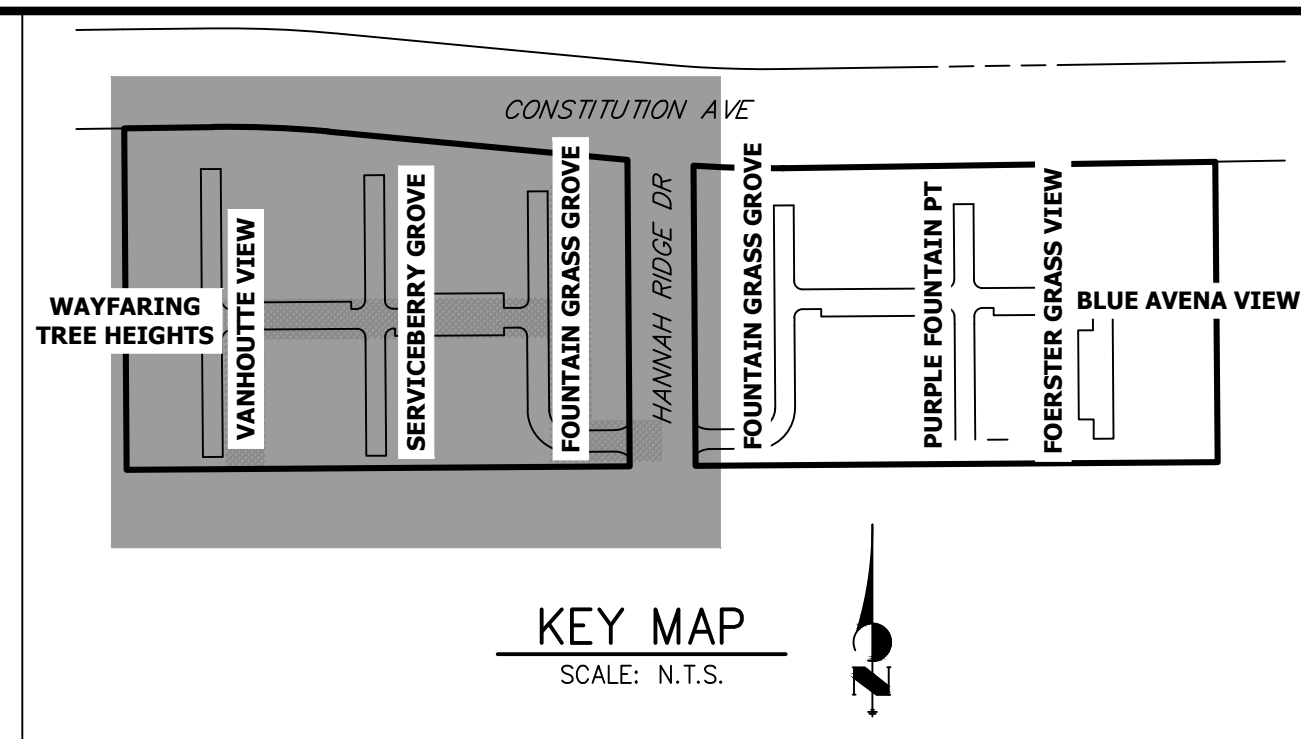 CONSTITUTION AVE
WAYFARING
TREE HEIGHTS
VANHOUTTE VIEW
SERVICEBERRY GROVE
FOUNTAIN GRASS GROVE
HANNAH RIDGE DR
FOUNTAIN GRASS GROVE
PURPLE FOUNTAIN PT
FOERSTER GRASS VIEW
BLUE AVENA VIEW
KEY MAP
SCALE: N.T.S.
N